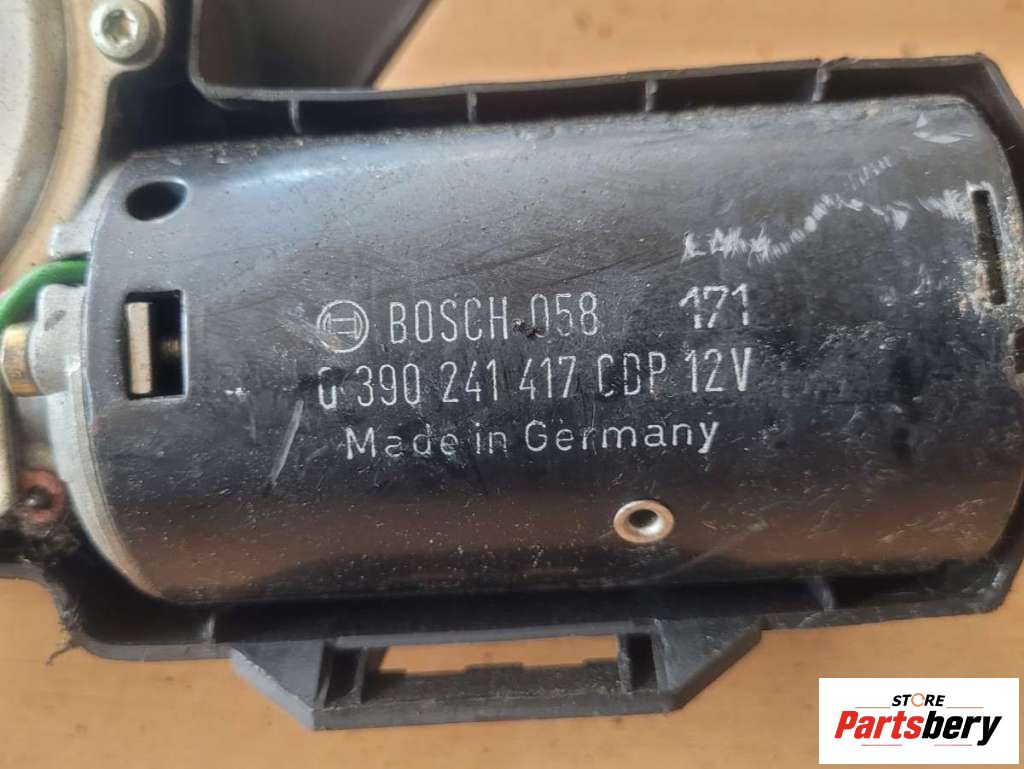 BOSCH 058 171
0 390 241 417 CDP 12V
Made in Germany
STORE
Partsbery